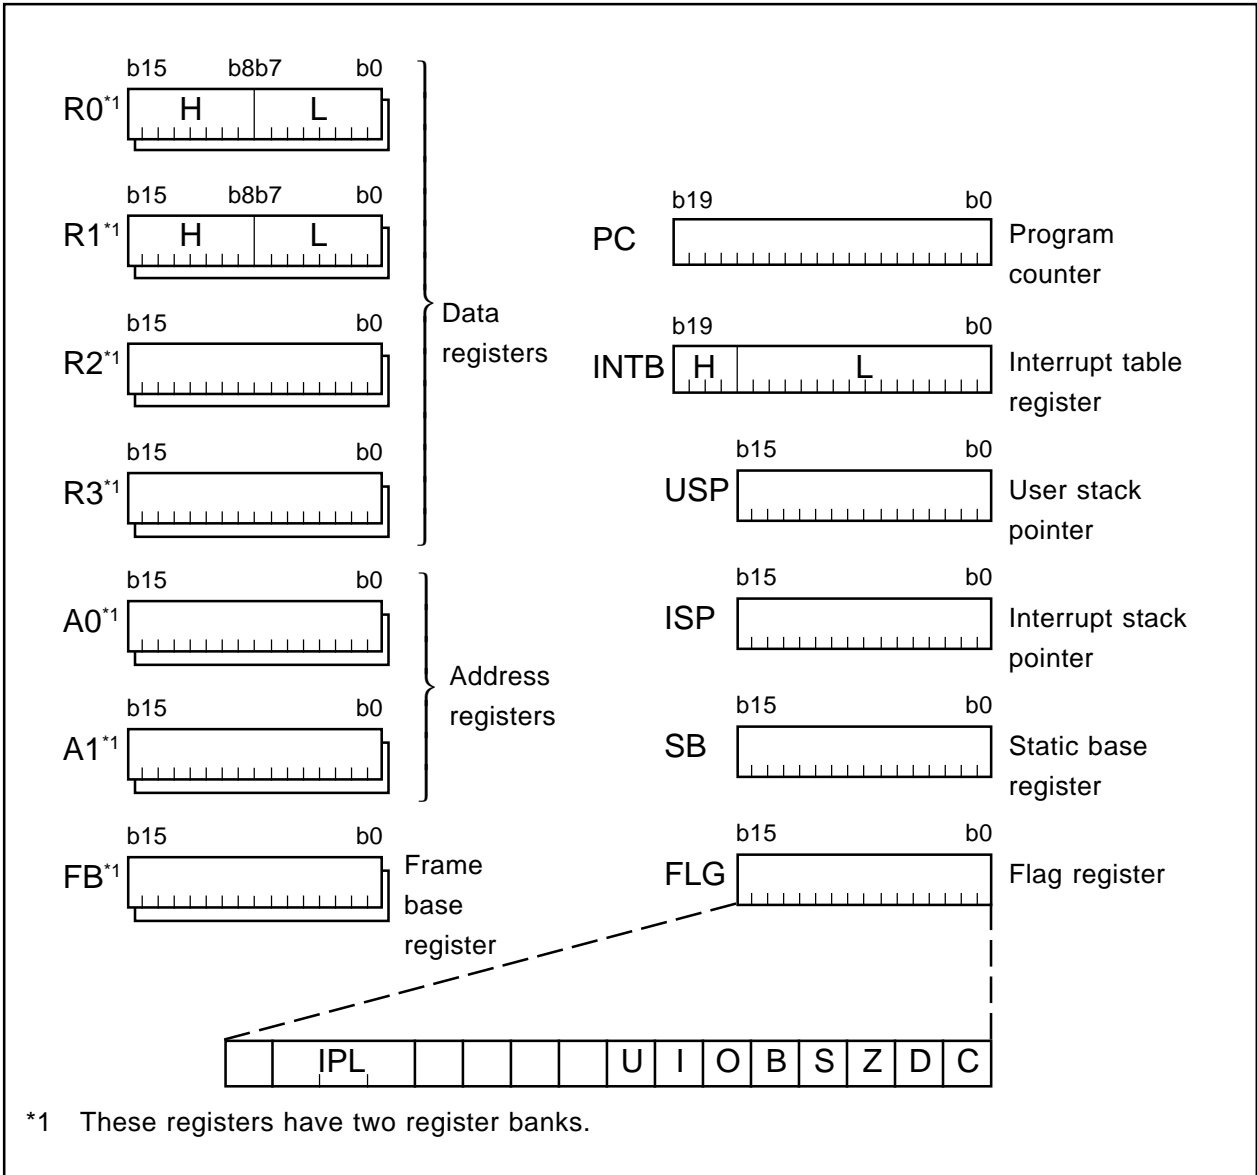 b15 b8b7 b0
R0*1 H L
b15 b8b7 b0
R1*1 H L
b15 b0
R2*1
b15 b0
R3*1
Data
registers
b15 b0
A0*1
b15 b0
A1*1
Address
registers
b15 b0
FB*1
Frame
base
register
b19 b0
PC
Program
counter
b19 b0
INTB H L
Interrupt table
register
b15 b0
USP
User stack
pointer
b15 b0
ISP
Interrupt stack
pointer
b15 b0
SB
Static base
register
b15 b0
FLG
Flag register
IPL U I O B S Z D C
*1 These registers have two register banks.